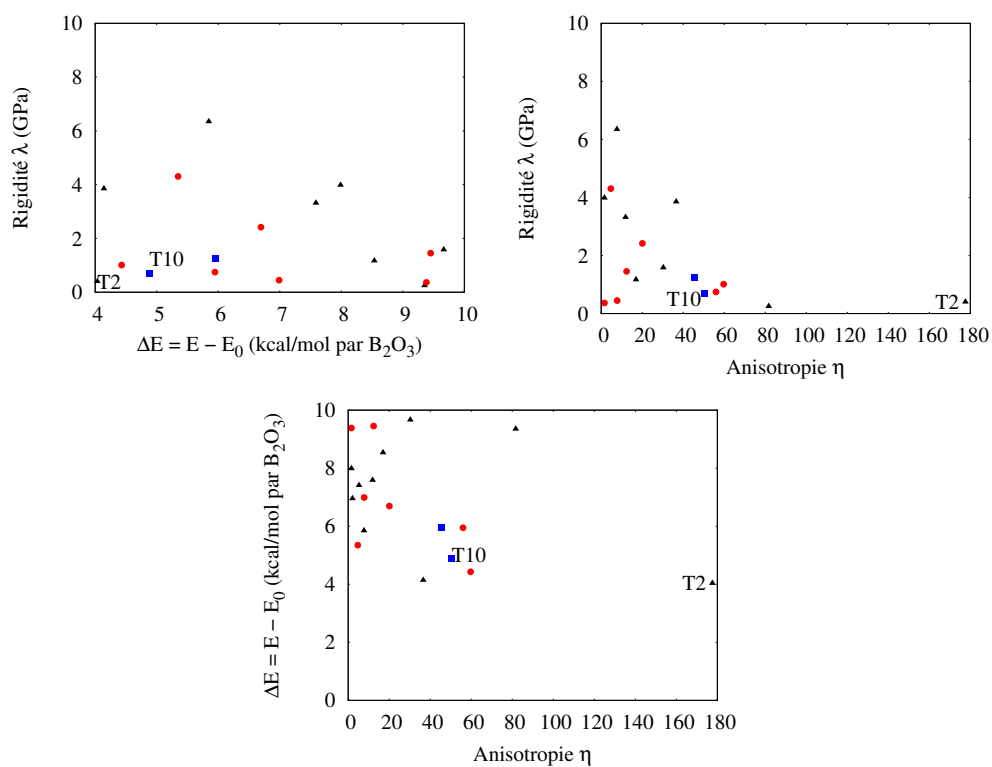 10
8
6
4
2
0
Rigidité λ (GPa)
T10
T2
4 5 6 7 8 9 10
ΔE = E − E₀ (kcal/mol par B₂O₃)
10
8
6
4
2
0
Rigidité λ (GPa)
T10
T2
0 20 40 60 80 100 120 140 160 180
Anisotropie η
10
8
6
4
2
0
ΔE = E − E₀ (kcal/mol par B₂O₃)
T10
T2
0 20 40 60 80 100 120 140 160 180
Anisotropie η